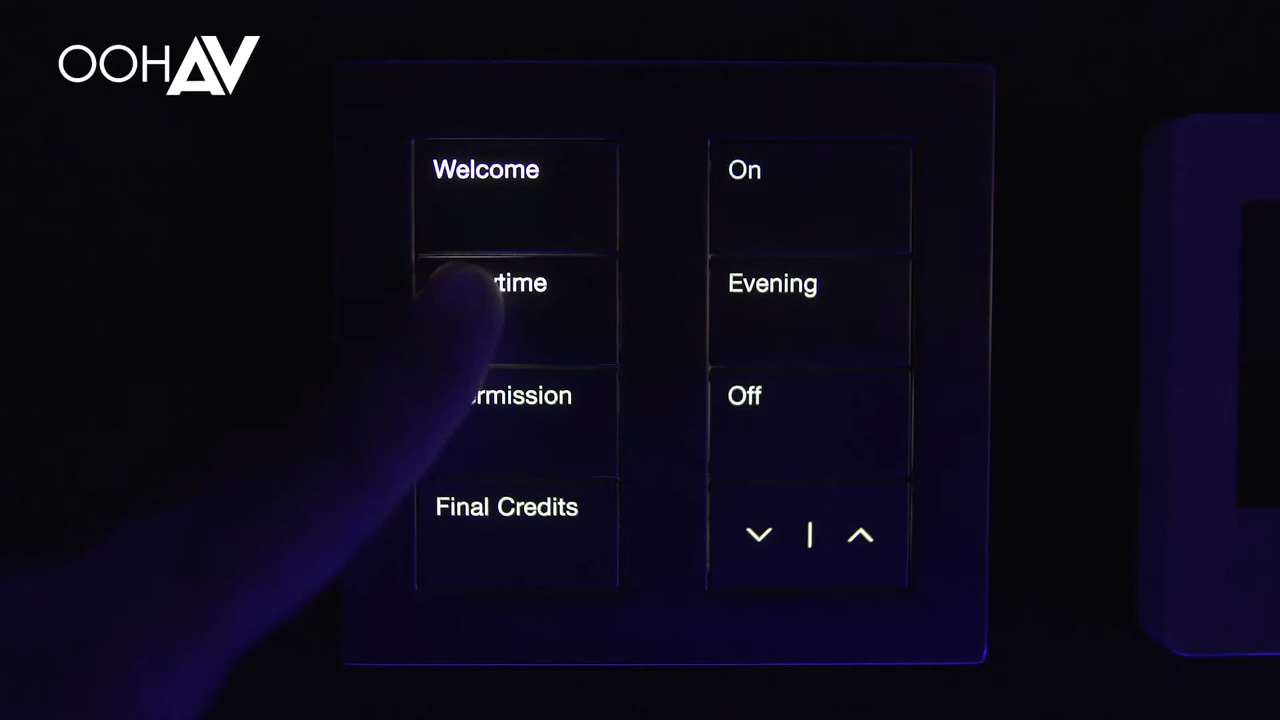 OOHAV
Welcome
time
rmission
Final Credits
On
Evening
Off